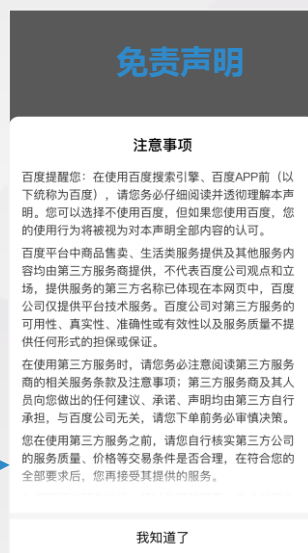 免责声明
注意事项
百度提醒您：在使用百度搜索引擎、百度APP前（以
下统称为百度），请您务必仔细阅读并透彻理解本声
明。您可以选择不使用百度，但如果您使用百度，您
的使用行为将被视为对本声明全部内容的认可。
百度平台中商品售卖、生活类服务提供及其他服务内
容均由第三方服务商提供，不代表百度公司观点和立
场，提供服务的第三方名称已体现在本网页中，百度
公司仅提供平台技术服务。百度公司对第三方服务的
可用性、真实性、准确性或有效性以及服务质量不提
供任何形式的担保或保证。
在使用第三方服务时，请您务必注意阅读第三方服务
商的相关服务条款及注意事项；第三方服务商及其人
员向您做出的任何建议、承诺、声明均由第三方自行
承担，与百度公司无关，请您下单前务必审慎决策。
您在使用第三方服务之前，请您自行核实第三方公司
的服务质量、价格等交易条件是否合理，在符合您的
全部要求后，您再接受其提供的服务。
我知道了